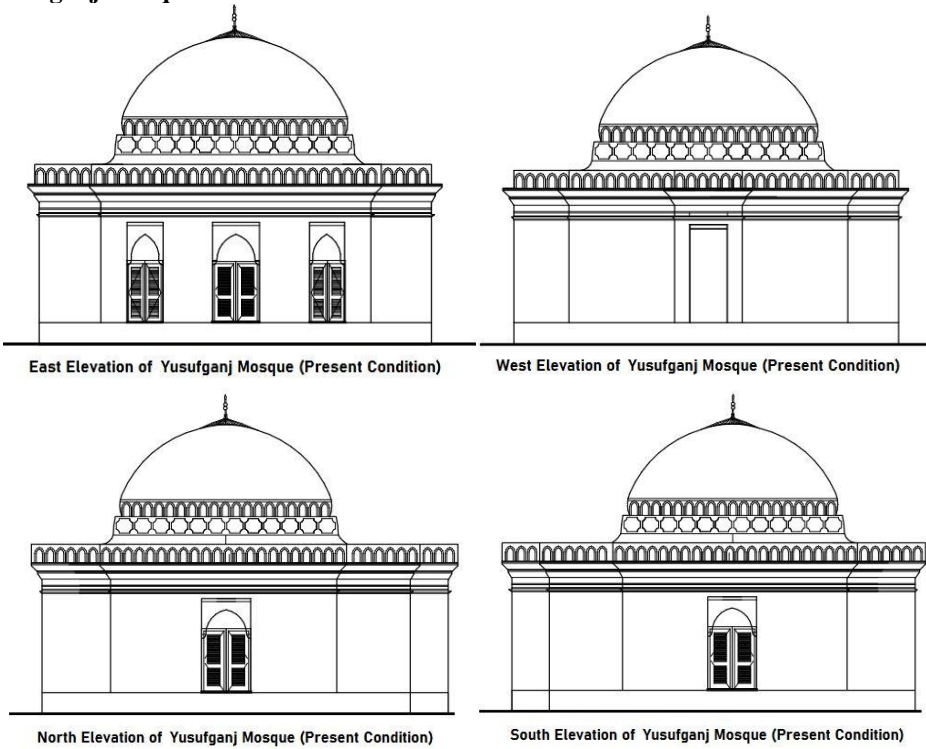 East Elevation of Yusufganj Mosque (Present Condition)
West Elevation of Yusufganj Mosque (Present Condition)
North Elevation of Yusufganj Mosque (Present Condition)
South Elevation of Yusufganj Mosque (Present Condition)